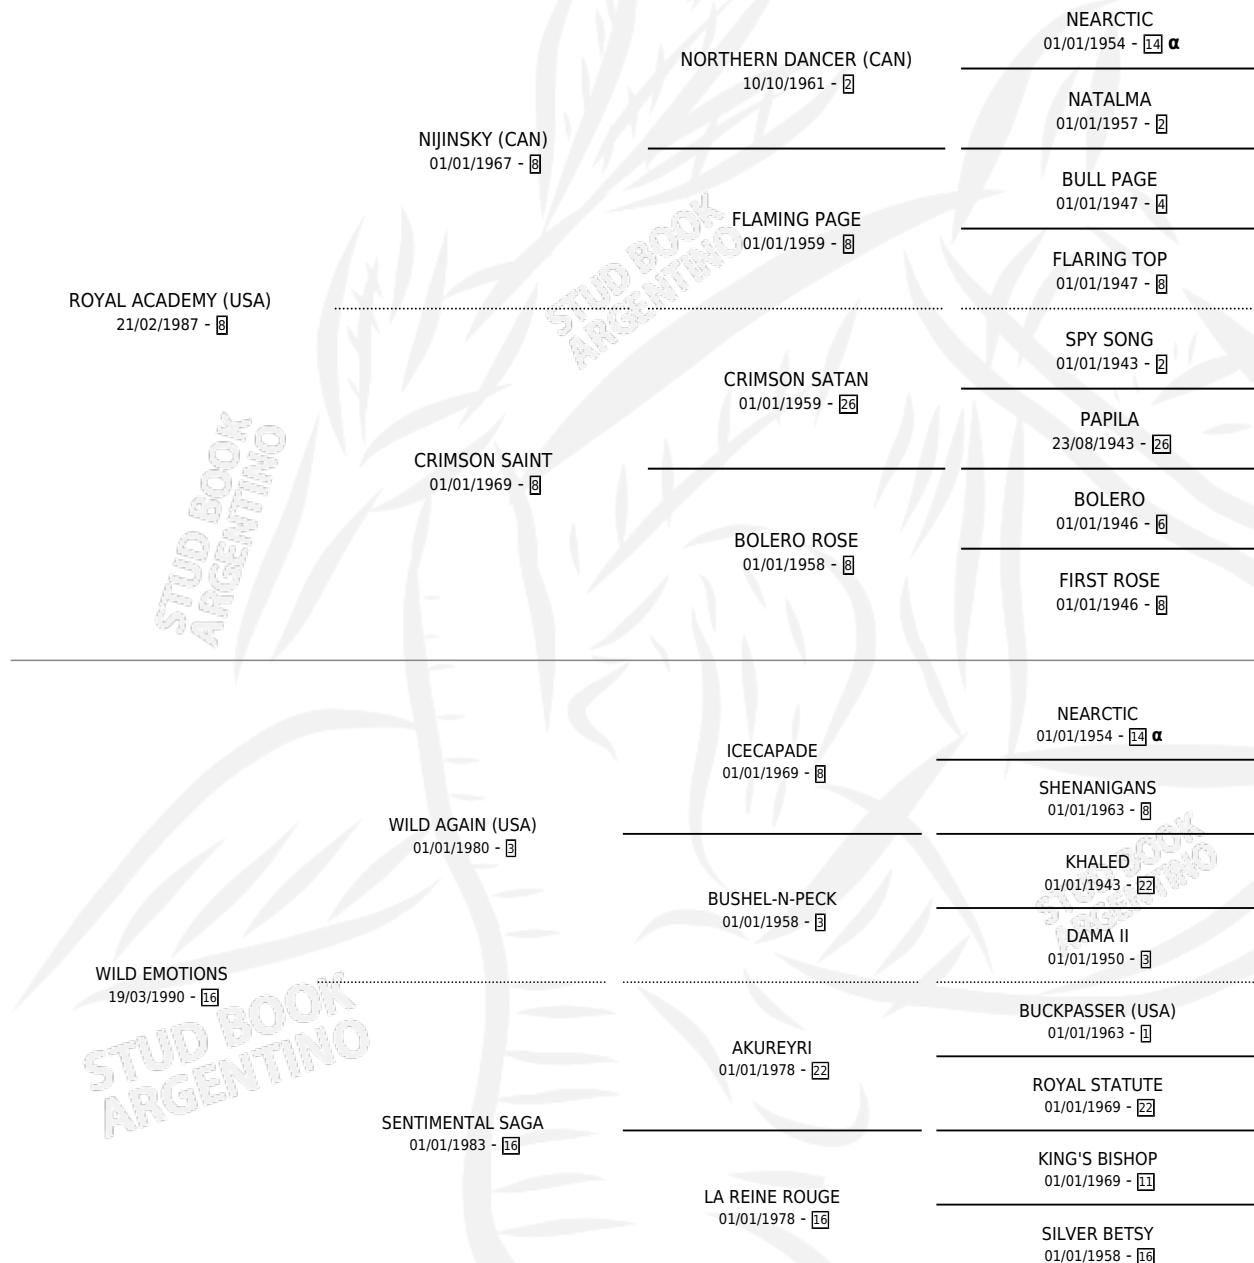 NEARCTIC
01/01/1954 - 14 α
NORTHERN DANCER (CAN)
10/10/1961 - 2
NATALMA
01/01/1957 - 2
NIJINSKY (CAN)
01/01/1967 - 8
BULL PAGE
01/01/1947 - 4
FLAMING PAGE
01/01/1959 - 8
FLARING TOP
01/01/1947 - 8
ROYAL ACADEMY (USA)
21/02/1987 - 8
SPY SONG
01/01/1943 - 2
CRIMSON SATAN
01/01/1959 - 26
PAPILA
23/08/1943 - 26
CRIMSON SAINT
01/01/1969 - 8
BOLERO
01/01/1946 - 6
BOLERO ROSE
01/01/1958 - 8
FIRST ROSE
01/01/1946 - 8
NEARCTIC
01/01/1954 - 14 α
ICECAPADE
01/01/1969 - 8
SHENANIGANS
01/01/1963 - 8
WILD AGAIN (USA)
01/01/1980 - 3
KHALED
01/01/1943 - 22
BUSHEL-N-PECK
01/01/1958 - 3
DAMA II
01/01/1950 - 3
WILD EMOTIONS
19/03/1990 - 16
BUCKPASSER (USA)
01/01/1963 - 1
AKUREYRI
01/01/1978 - 22
ROYAL STATUTE
01/01/1969 - 22
SENTIMENTAL SAGA
01/01/1983 - 16
KING'S BISHOP
01/01/1969 - 11
LA REINE ROUGE
01/01/1978 - 16
SILVER BETSY
01/01/1958 - 16
STUD BOOK
ARGENTINO
STUD BOOK
ARGENTINO
STUD BOOK
ARGENTINO
STUD BOOK
ARGENTINO